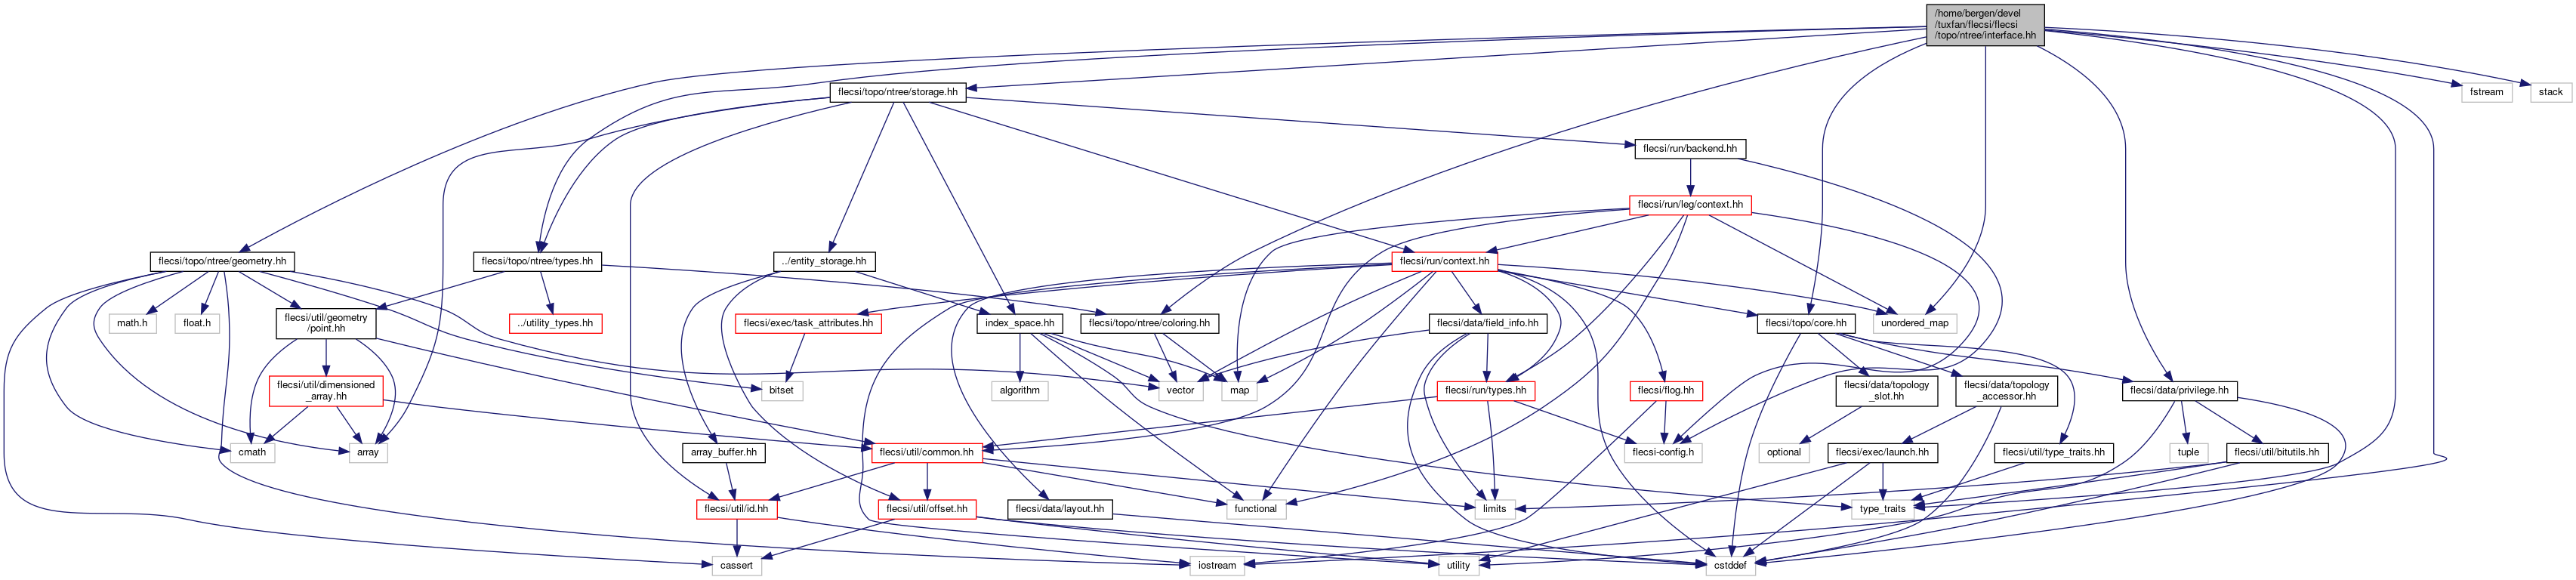 /home/bergen/devel
/tuxfan/flecsi/flecsi
/topo/ntree/interface.hh
flecsi/topo/ntree/storage.hh
fstream
stack
flecsi/run/backend.hh
flecsi/run/leg/context.hh
flecsi/topo/ntree/geometry.hh
flecsi/topo/ntree/types.hh
../entity_storage.hh
flecsi/run/context.hh
math.h
float.h
flecsi/util/geometry
/point.hh
../utility_types.hh
flecsi/exec/task_attributes.hh
index_space.hh
flecsi/topo/ntree/coloring.hh
flecsi/data/field_info.hh
flecsi/topo/core.hh
unordered_map
flecsi/util/dimensioned
_array.hh
bitset
algorithm
vector
map
flecsi/run/types.hh
flecsi/flog.hh
flecsi/data/topology
_slot.hh
flecsi/data/topology
_accessor.hh
flecsi/data/privilege.hh
cmath
array
array_buffer.hh
flecsi/util/common.hh
flecsi-config.h
optional
flecsi/exec/launch.hh
flecsi/util/type_traits.hh
tuple
flecsi/util/bitutils.hh
flecsi/util/id.hh
flecsi/util/offset.hh
flecsi/data/layout.hh
functional
limits
type_traits
cassert
iostream
utility
cstddef